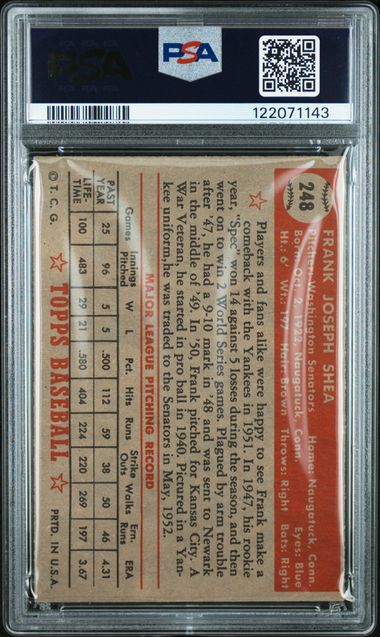 PSA
PSA
122071143
248
FRANK JOSEPH SHEA
Pitcher: Washington Senators Home: Naugatuck, Conn.
Born: Oct. 2, 1922, Naugatuck, Conn. Eyes: Blue
Ht.: 6' Wt.: 197 Hair: Brown Throws: Right Bats: Right
Players and fans alike were happy to see Frank make a
comeback with the Yankees in 1951. In 1947, his rookie
year, "Spec" won 14 against 5 losses during the season, and then
went on to win 2 World Series games. Plagued by arm trouble
after '47, he had a 9-10 mark in '48 and was sent to Newark
in the middle of '49. In '50, Frank pitched for Kansas City. A
War Veteran, he started in pro ball in 1940. Pictured in a Yan-
kee uniform, he was traded to the Senators in May, 1952.
MAJOR LEAGUE PITCHING RECORD
Games Innings Pitched W L Pct. Hits Runs Strike Outs Walks Ern. Runs ERA
PAST YEAR 25 96 5 5 .500 112 59 38 50 46 4.31
LIFE-TIME 100 483 29 21 .580 404 224 220 269 197 3.67
© T. C. G. TOPPS BASEBALL PRTD. IN U.S.A.